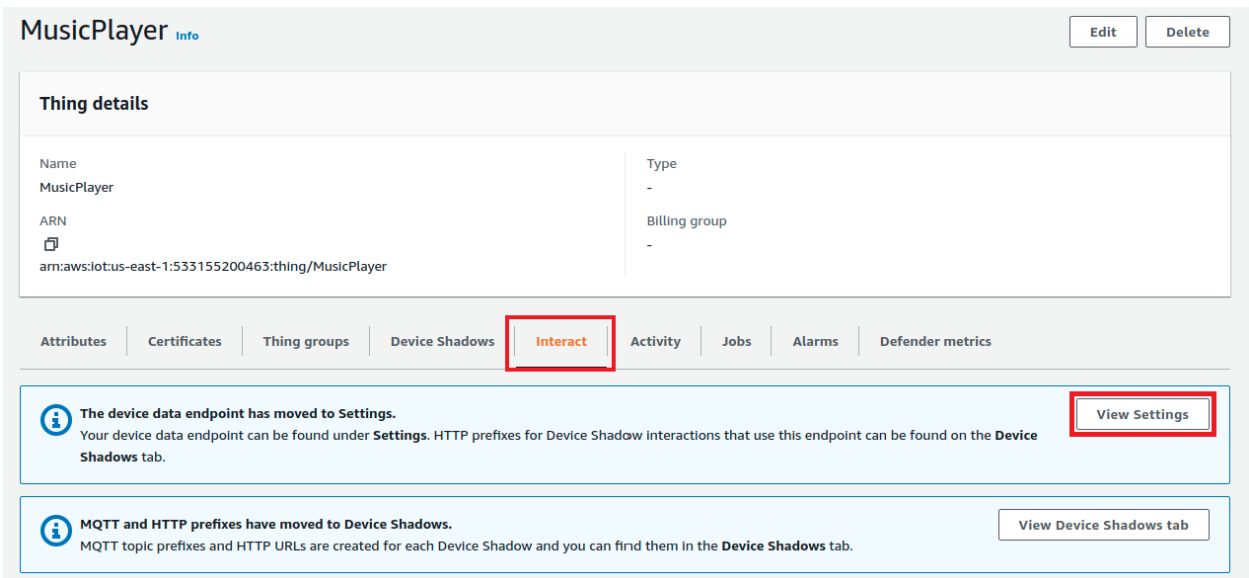 MusicPlayer Info
Edit
Delete
Thing details
Name
MusicPlayer
ARN
arn:aws:iot:us-east-1:533155200463:thing/MusicPlayer
Type
-
Billing group
-
Attributes
Certificates
Thing groups
Device Shadows
Interact
Activity
Jobs
Alarms
Defender metrics
The device data endpoint has moved to Settings.
Your device data endpoint can be found under Settings. HTTP prefixes for Device Shadow interactions that use this endpoint can be found on the Device
Shadows tab.
View Settings
MQTT and HTTP prefixes have moved to Device Shadows.
MQTT topic prefixes and HTTP URLs are created for each Device Shadow and you can find them in the Device Shadows tab.
View Device Shadows tab